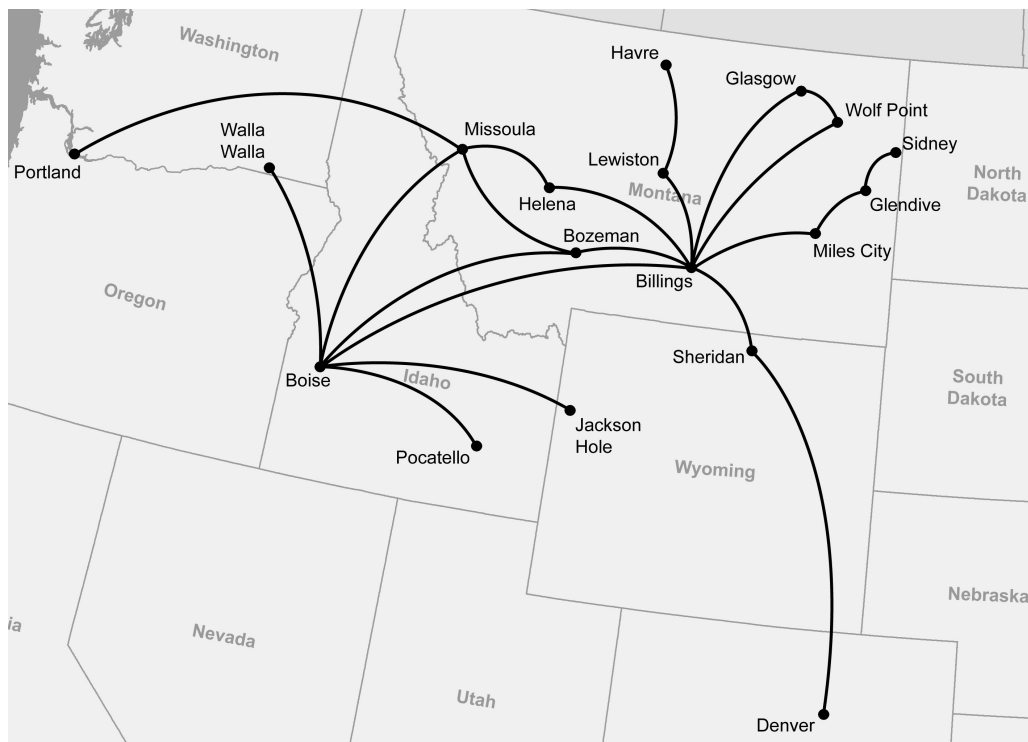 Washington
Havre
Glasgow
Wolf Point
Walla
Walla
Missoula
Sidney
Portland
Lewiston
Montana
North
Dakota
Helena
Glendive
Bozeman
Miles City
Billings
Oregon
Sheridan
Boise
Idaho
South
Dakota
Jackson
Hole
Pocatello
Wyoming
Nebraska
ia
Nevada
Utah
Denver